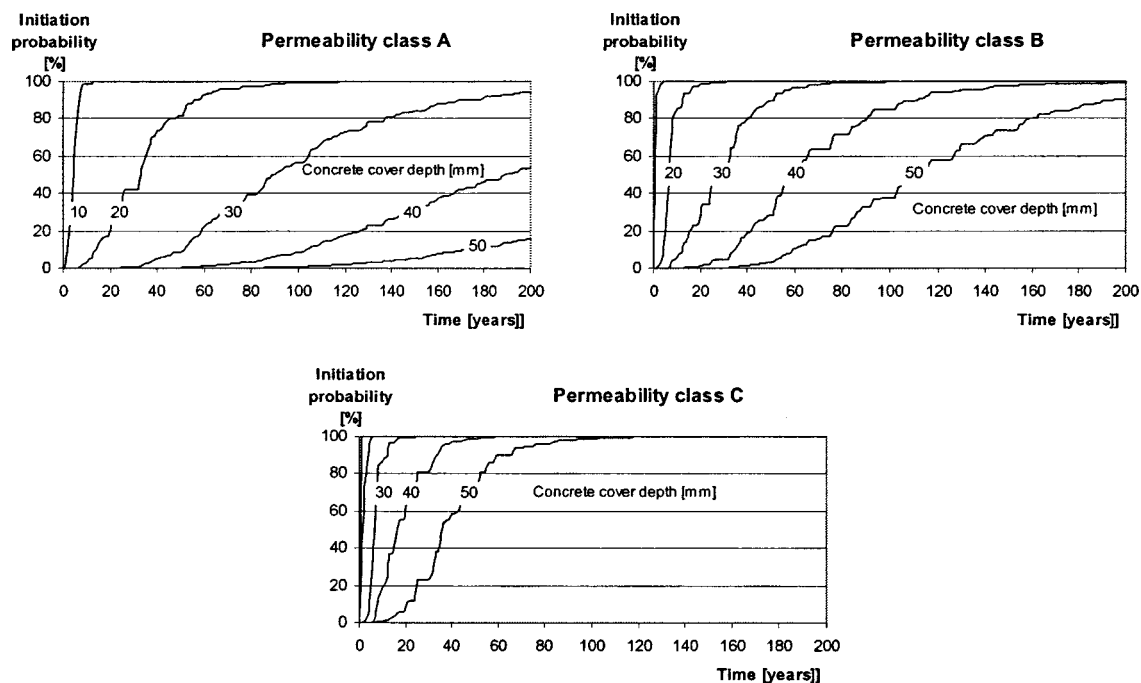 Initiation
probability
[%]
Permeability class A
100
80
60
40
20
0
Concrete cover depth [mm]
10
20
30
40
50
0 20 40 60 80 100 120 140 160 180 200
Time [years]]
Initiation
probability
[%]
Permeability class B
100
80
60
40
20
0
20
30
40
50
Concrete cover depth [mm]
0 20 40 60 80 100 120 140 160 180 200
Time [years]]
Initiation
probability
[%]
Permeability class C
100
80
60
40
20
0
30
40
50
Concrete cover depth [mm]
0 20 40 60 80 100 120 140 160 180 200
Time [years]]